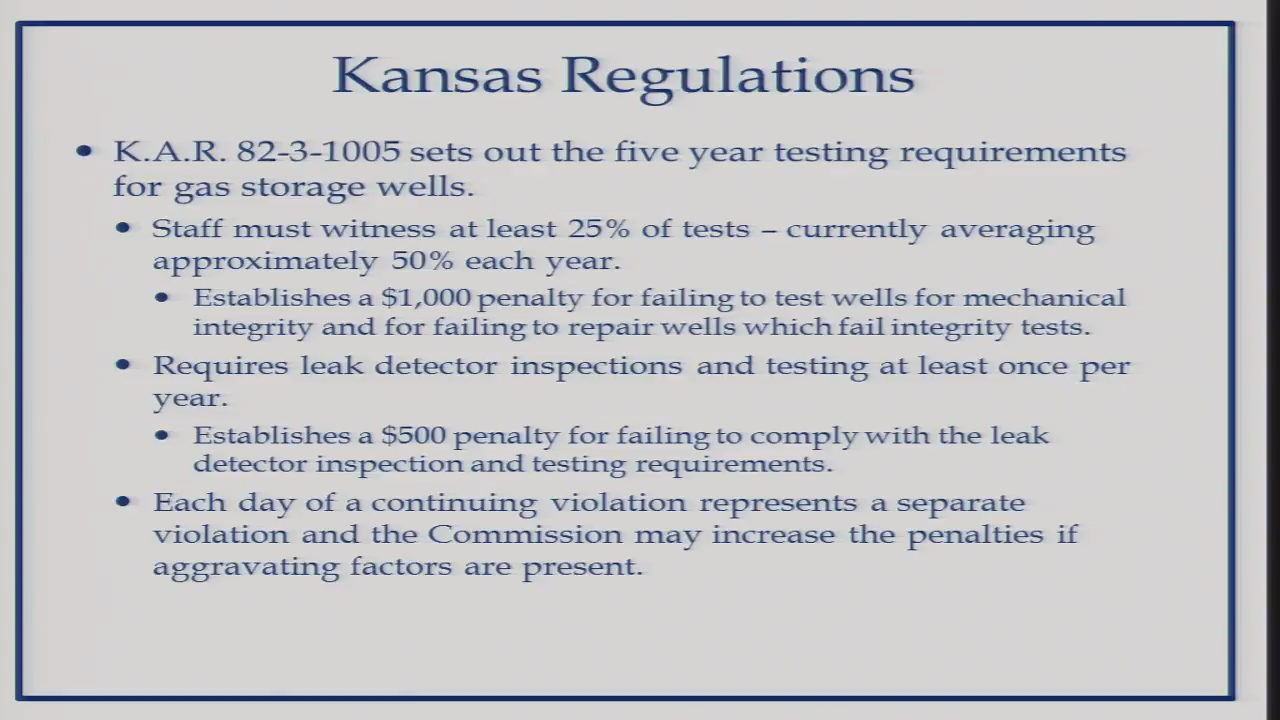 Kansas Regulations
• K.A.R. 82-3-1005 sets out the five year testing requirements
for gas storage wells.
• Staff must witness at least 25% of tests – currently averaging
approximately 50% each year.
• Establishes a $1,000 penalty for failing to test wells for mechanical
integrity and for failing to repair wells which fail integrity tests.
• Requires leak detector inspections and testing at least once per
year.
• Establishes a $500 penalty for failing to comply with the leak
detector inspection and testing requirements.
• Each day of a continuing violation represents a separate
violation and the Commission may increase the penalties if
aggravating factors are present.